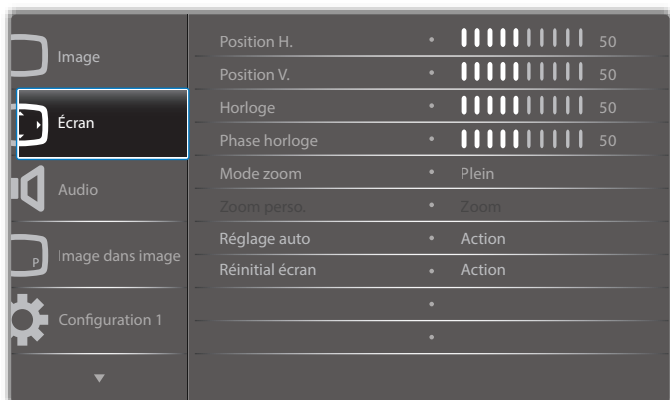 Image
Écran
Audio
P
Image dans image
Configuration 1
Position H. • 50
Position V. • 50
Horloge • 50
Phase horloge • 50
Mode zoom • Plein
Zoom perso. • Zoom
Réglage auto • Action
Réinitial écran • Action
•
•